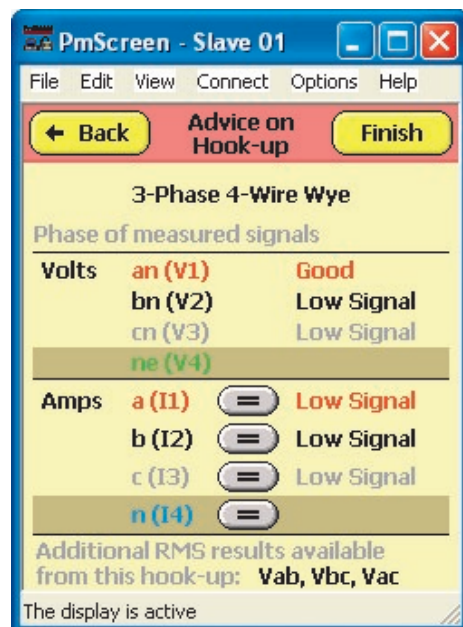 PmScreen - Slave 01
File Edit View Connect Options Help
← Back Advice on Hook-up Finish
3-Phase 4-Wire Wye
Phase of measured signals
Volts an (V1) Good
bn (V2) Low Signal
cn (V3) Low Signal
ne (V4)
Amps a (I1) = Low Signal
b (I2) = Low Signal
c (I3) = Low Signal
n (I4) =
Additional RMS results available
from this hook-up: Vab, Vbc, Vac
The display is active